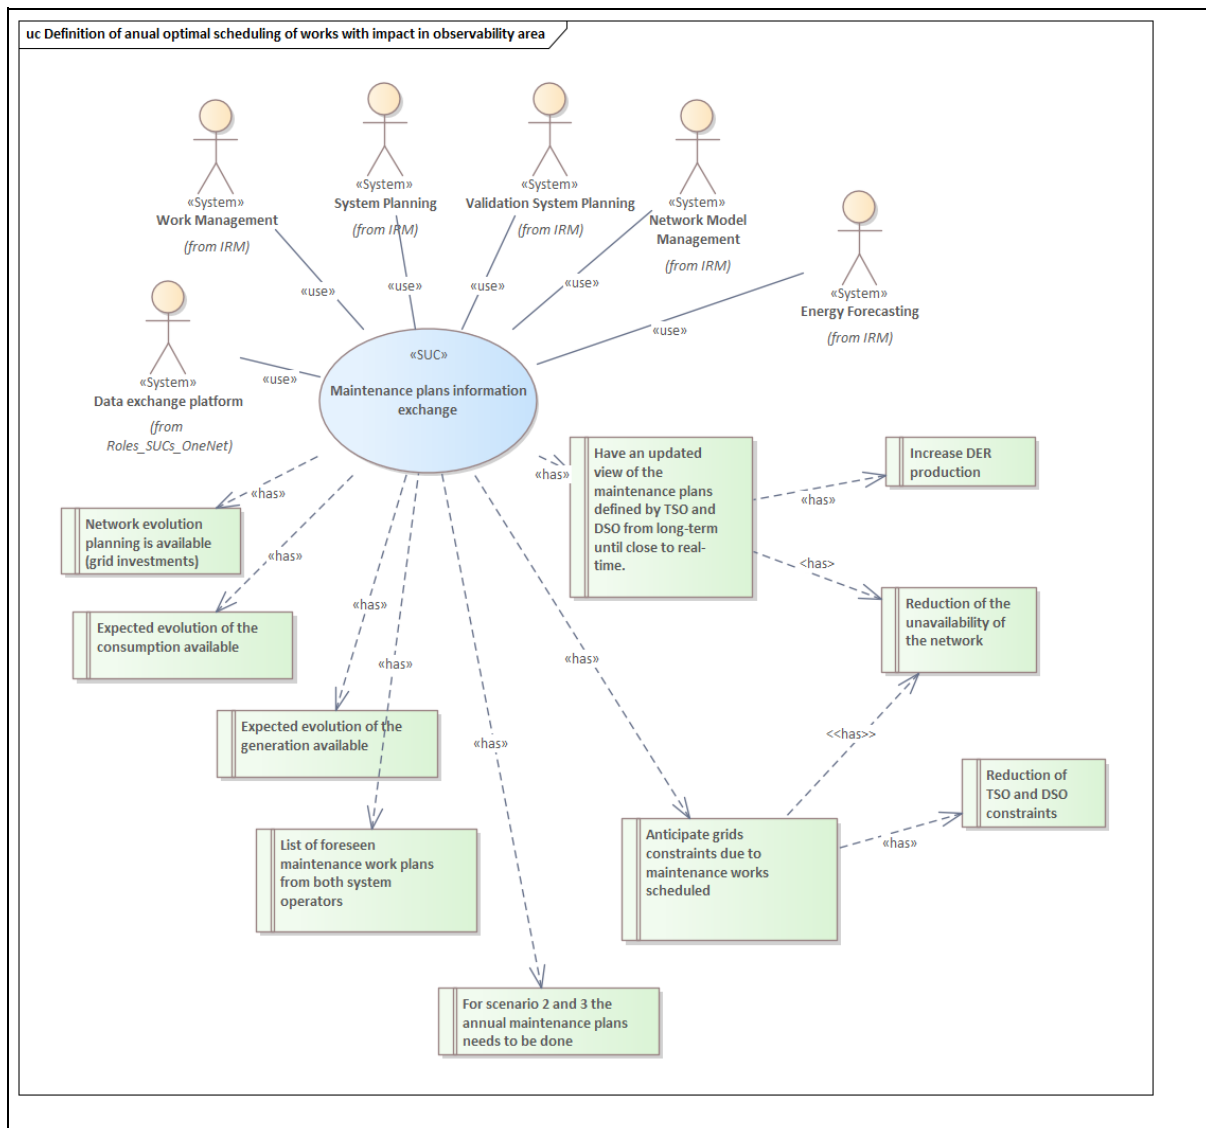 uc Definition of anual optimal scheduling of works with impact in observability area
«System»
Work Management
(from IRM)
«System»
System Planning
(from IRM)
«System»
Validation System Planning
(from IRM)
«System»
Network Model
Management
(from IRM)
«System»
Energy Forecasting
(from IRM)
«System»
Data exchange platform
(from
Roles_SUCs_OneNet)
«use»
«use»
«use»
«use»
«use»
«use»
«SUC»
Maintenance plans information
exchange
«has»
Network evolution
planning is available
(grid investments)
«has»
Expected evolution of the
consumption available
«has»
Expected evolution of the
generation available
«has»
List of foreseen
maintenance work plans
from both system
operators
«has»
For scenario 2 and 3 the
annual maintenance plans
needs to be done
«has»
Anticipate grids
constraints due to
maintenance works
scheduled
«has»
Have an updated
view of the
maintenance plans
defined by TSO and
DSO from long-term
until close to real-
time.
«has»
Increase DER
production
<has>
Reduction of the
unavailability of
the network
<<has>>
«has»
Reduction of
TSO and DSO
constraints